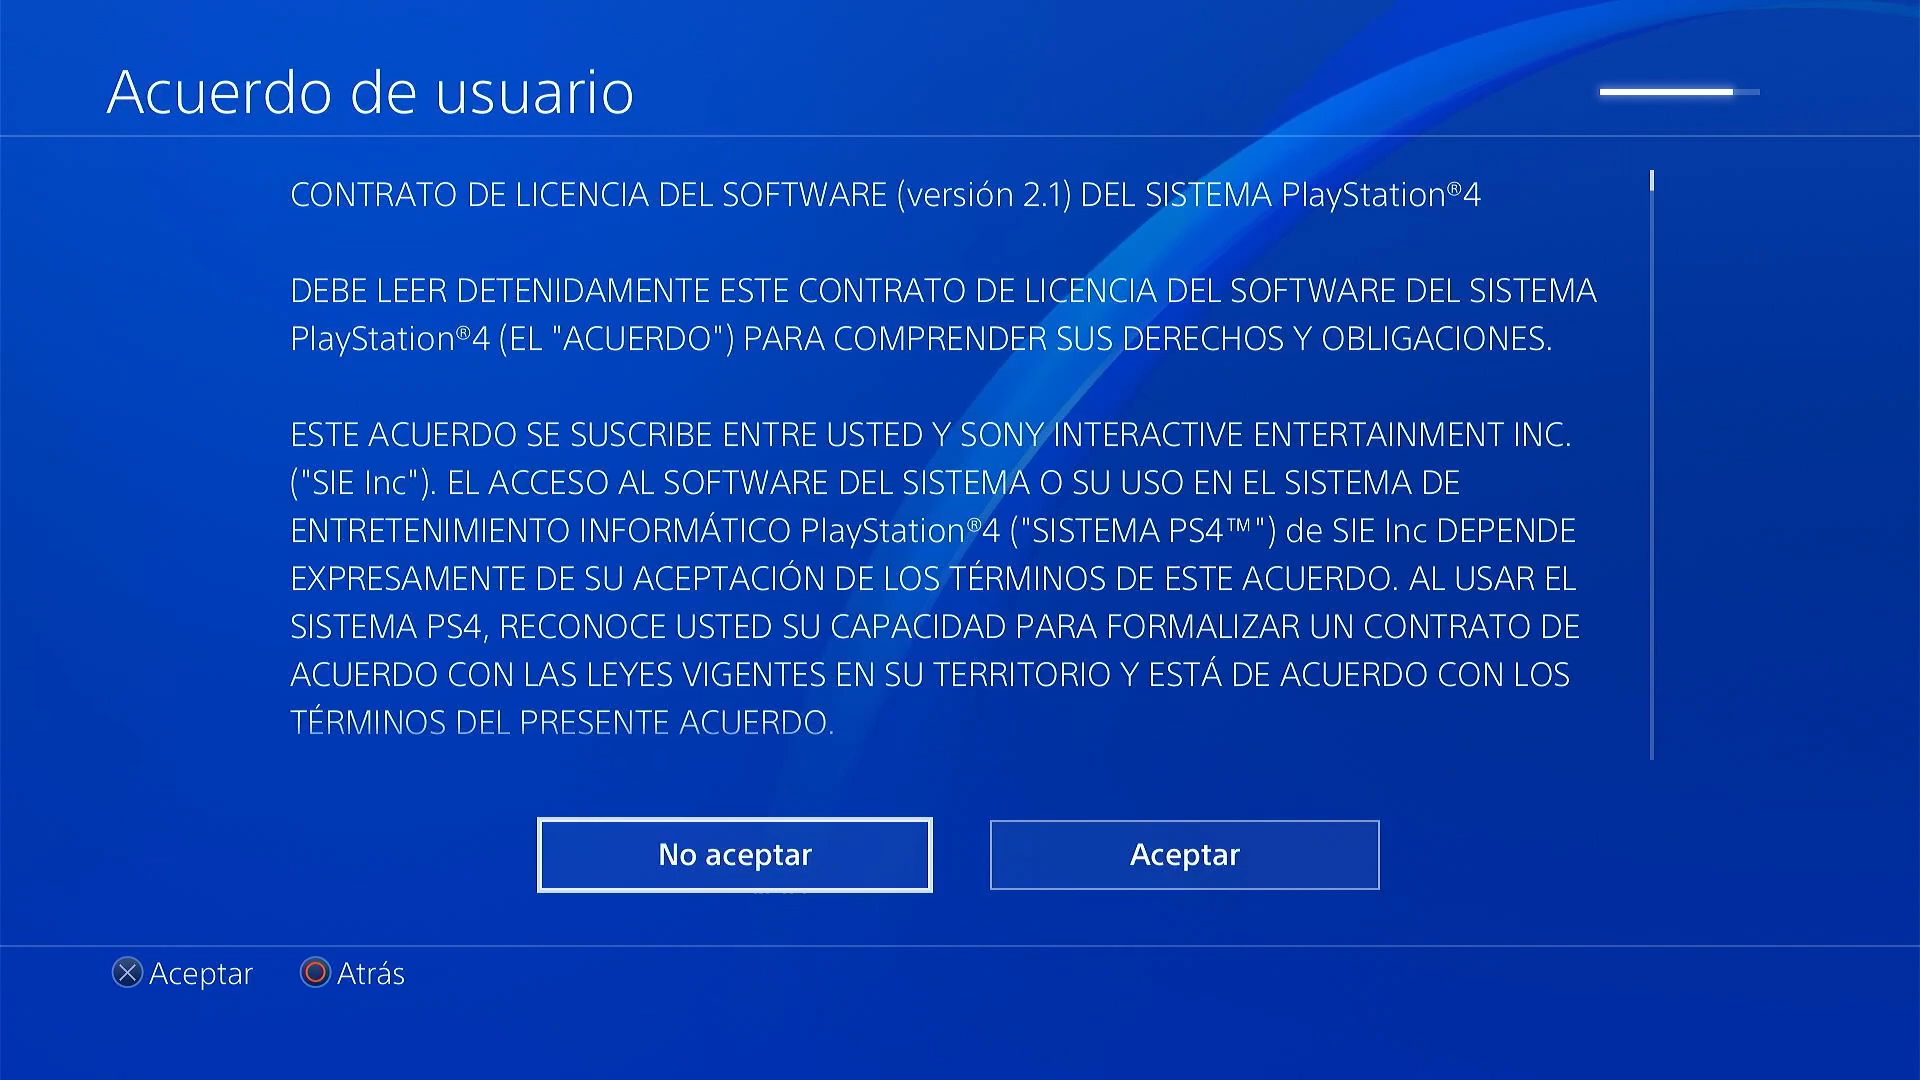 Acuerdo de usuario
CONTRATO DE LICENCIA DEL SOFTWARE (versión 2.1) DEL SISTEMA PlayStation®4
DEBE LEER DETENIDAMENTE ESTE CONTRATO DE LICENCIA DEL SOFTWARE DEL SISTEMA
PlayStation®4 (EL "ACUERDO") PARA COMPRENDER SUS DERECHOS Y OBLIGACIONES.
ESTE ACUERDO SE SUSCRIBE ENTRE USTED Y SONY INTERACTIVE ENTERTAINMENT INC.
("SIE Inc"). EL ACCESO AL SOFTWARE DEL SISTEMA O SU USO EN EL SISTEMA DE
ENTRETENIMIENTO INFORMÁTICO PlayStation®4 ("SISTEMA PS4™") de SIE Inc DEPENDE
EXPRESAMENTE DE SU ACEPTACIÓN DE LOS TÉRMINOS DE ESTE ACUERDO. AL USAR EL
SISTEMA PS4, RECONOCE USTED SU CAPACIDAD PARA FORMALIZAR UN CONTRATO DE
ACUERDO CON LAS LEYES VIGENTES EN SU TERRITORIO Y ESTÁ DE ACUERDO CON LOS
TÉRMINOS DEL PRESENTE ACUERDO.
No aceptar
Aceptar
Aceptar
Atrás